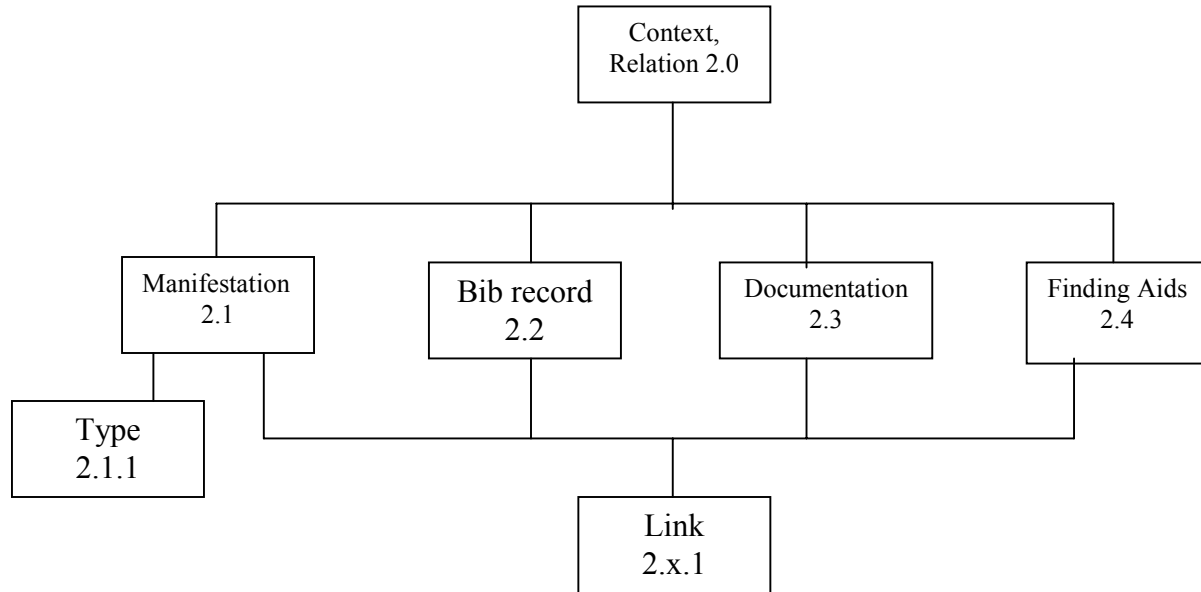 Context,
Relation 2.0
Manifestation
2.1
Bib record
2.2
Documentation
2.3
Finding Aids
2.4
Type
2.1.1
Link
2.x.1